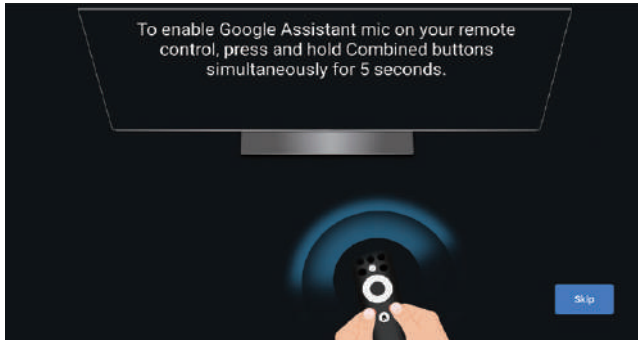 To enable Google Assistant mic on your remote
control, press and hold Combined buttons
simultaneously for 5 seconds.
Skip